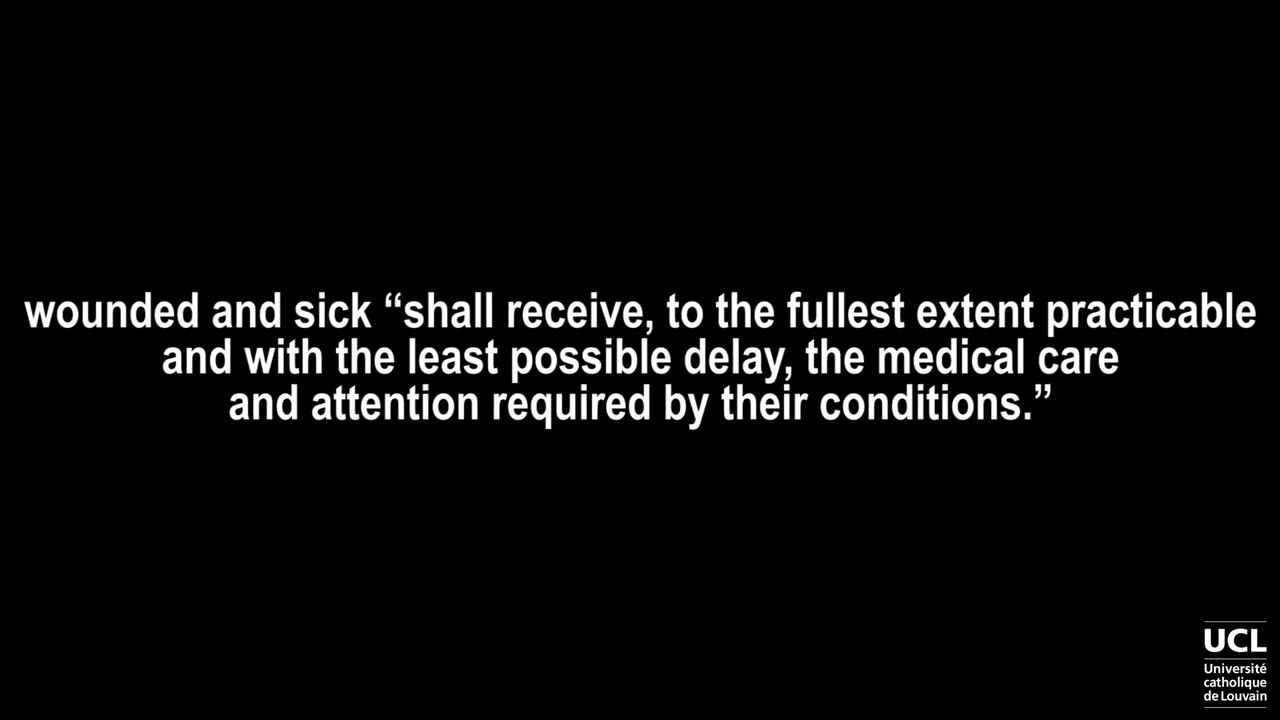 wounded and sick “shall receive, to the fullest extent practicable
and with the least possible delay, the medical care
and attention required by their conditions.”
UCL
Université
catholique
de Louvain